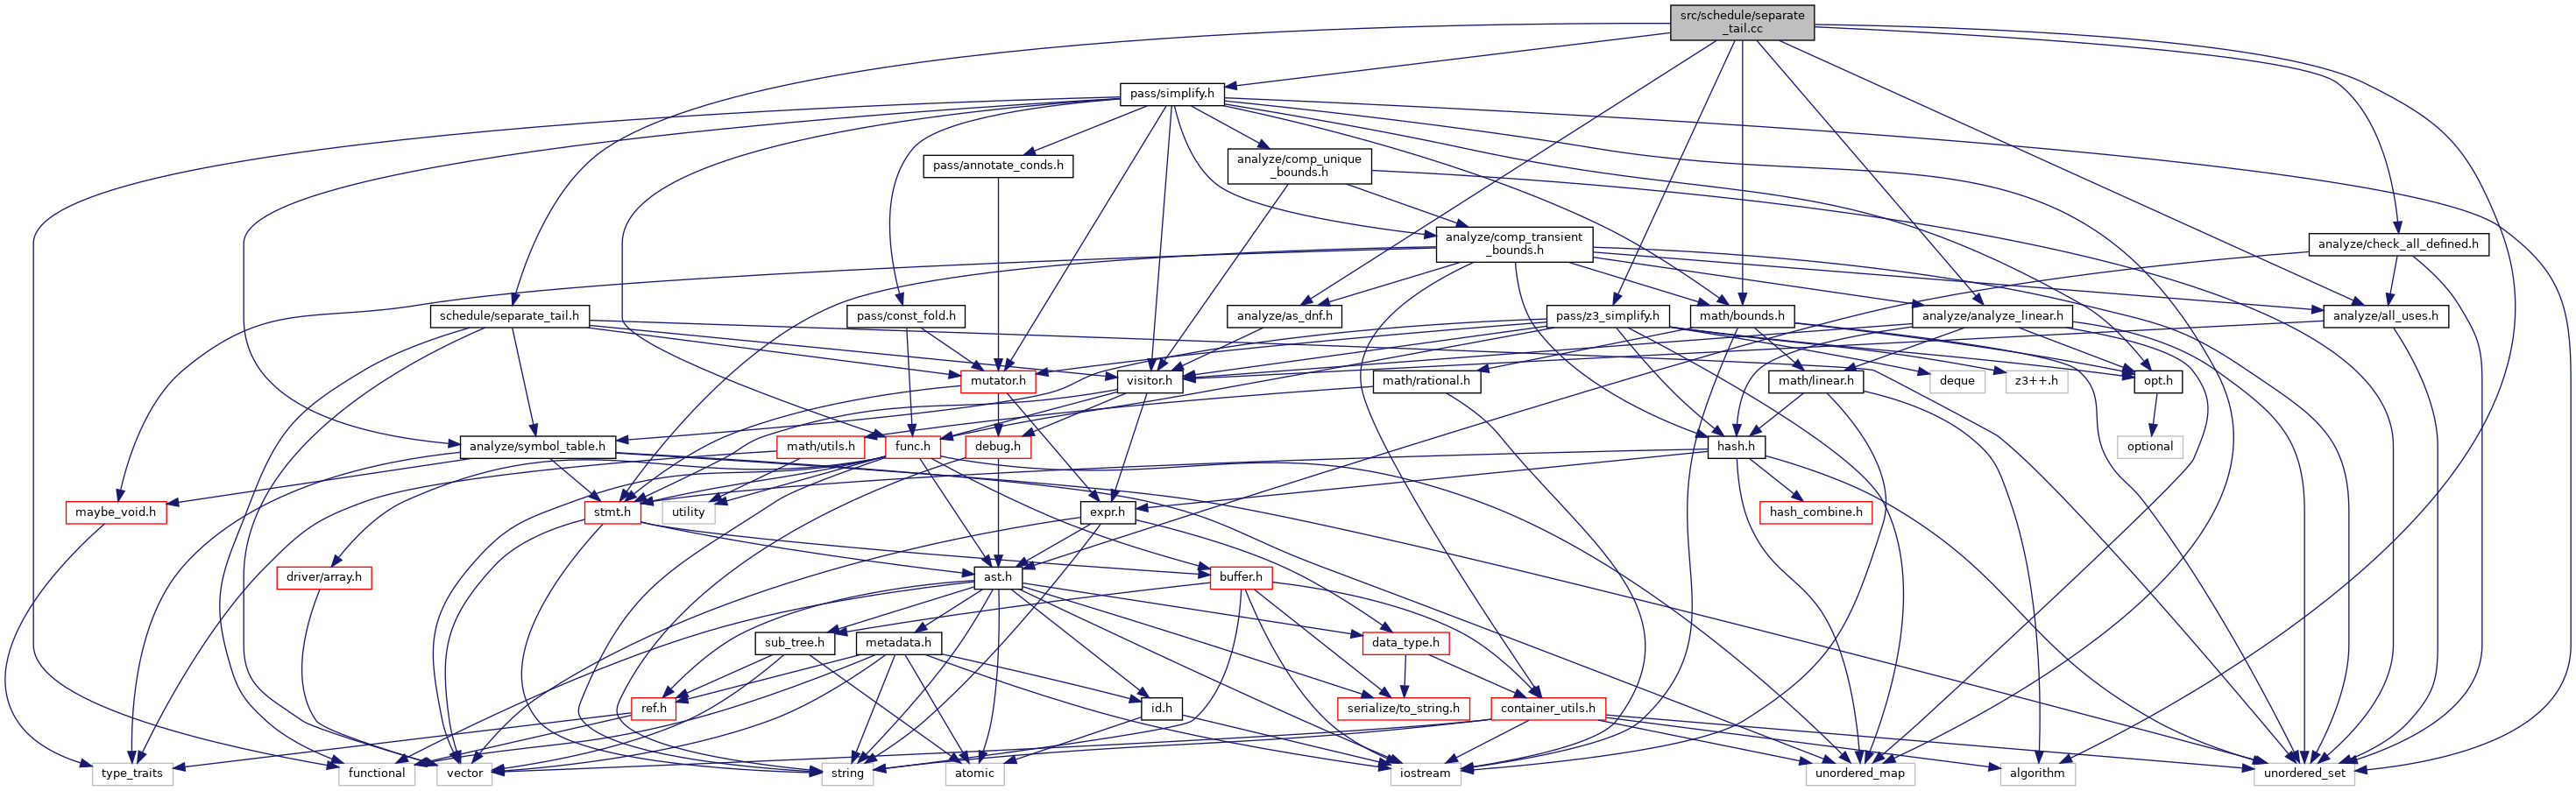 src/schedule/separate
_tail.cc
pass/simplify.h
pass/annotate_conds.h
analyze/comp_unique
_bounds.h
analyze/comp_transient
_bounds.h
analyze/check_all_defined.h
schedule/separate_tail.h
pass/const_fold.h
analyze/as_dnf.h
pass/z3_simplify.h
math/bounds.h
analyze/analyze_linear.h
analyze/all_uses.h
mutator.h
visitor.h
math/rational.h
math/linear.h
deque
z3++.h
opt.h
analyze/symbol_table.h
math/utils.h
func.h
debug.h
hash.h
optional
maybe_void.h
stmt.h
utility
expr.h
hash_combine.h
driver/array.h
ast.h
buffer.h
sub_tree.h
metadata.h
data_type.h
ref.h
id.h
serialize/to_string.h
container_utils.h
type_traits
functional
vector
string
atomic
iostream
unordered_map
algorithm
unordered_set